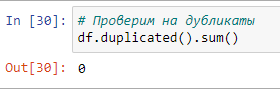 In [30]: # Проверим на дубликаты
df.duplicated().sum()
Out[30]: 0